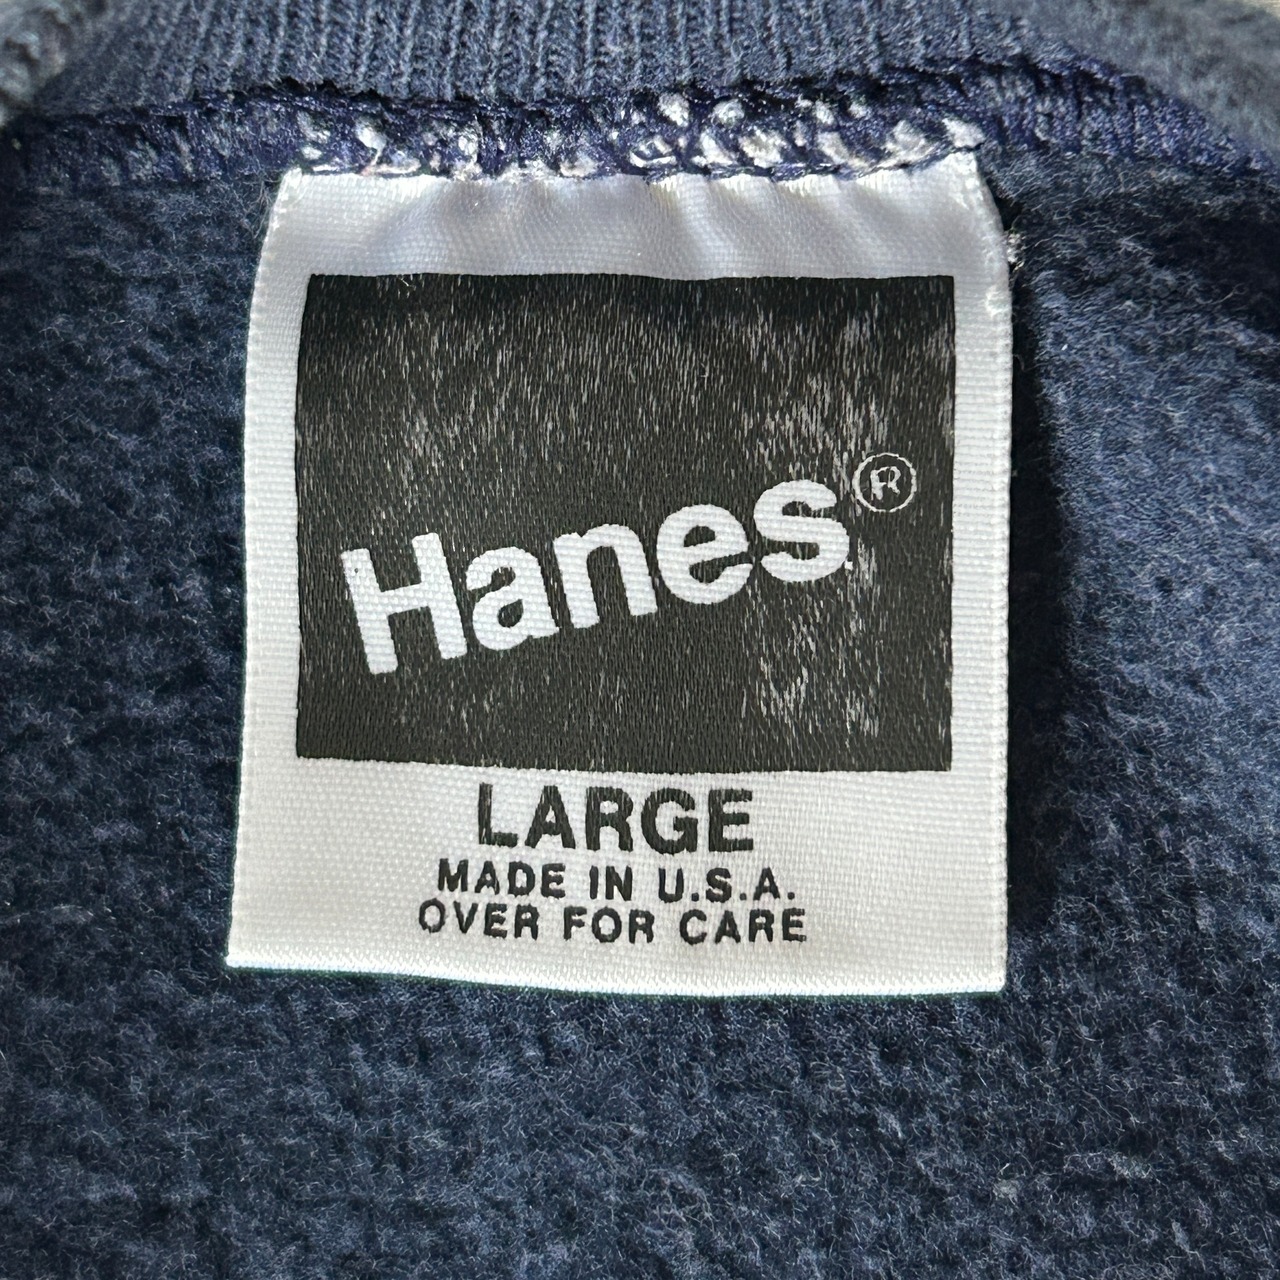 Hanes®
LARGE
MADE IN U.S.A.
OVER FOR CARE